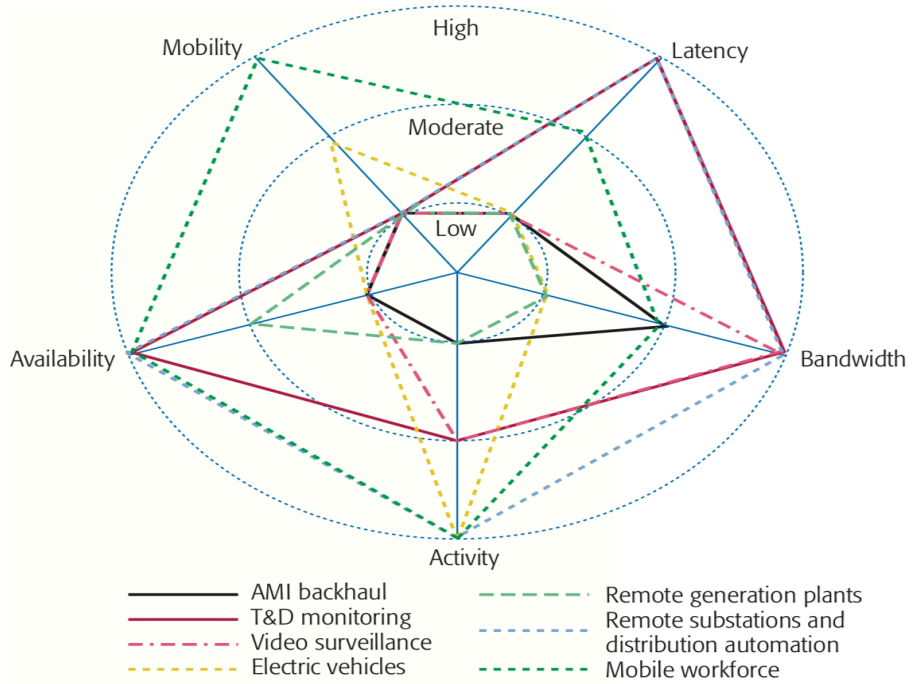 High
Mobility
Latency
Moderate
Low
Availability
Bandwidth
Activity
AMI backhaul
T&D monitoring
Video surveillance
Electric vehicles
Remote generation plants
Remote substations and
distribution automation
Mobile workforce